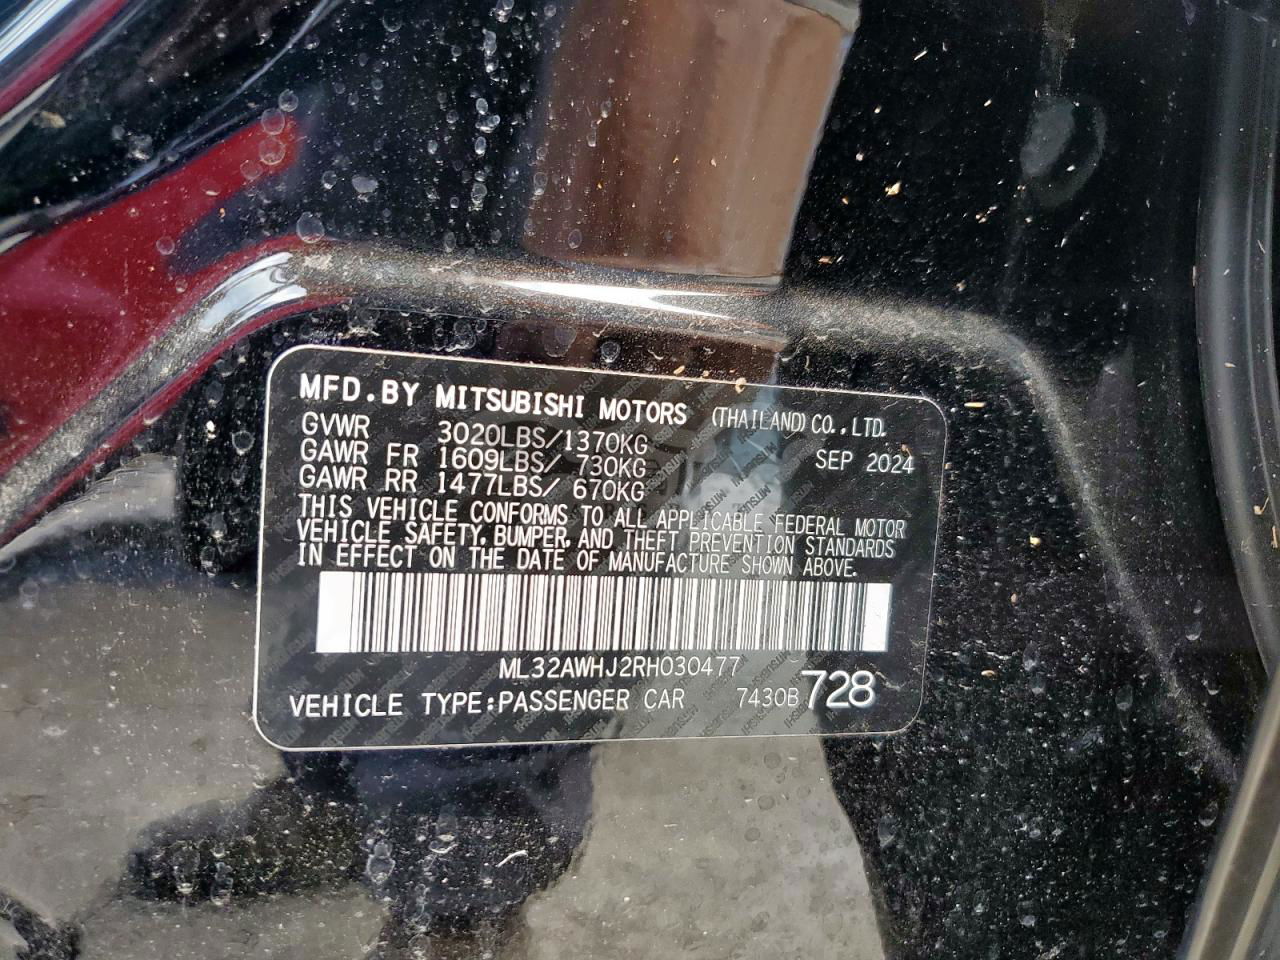 MFD.BY MITSUBISHI MOTORS (THAILAND)CO.,LTD.
GVWR 3020LBS/1370KG
GAWR FR 1609LBS/ 730KG SEP 2024
GAWR RR 1477LBS/ 670KG
THIS VEHICLE CONFORMS TO ALL APPLICABLE FEDERAL MOTOR
VEHICLE SAFETY, BUMPER, AND THEFT PREVENTION STANDARDS
IN EFFECT ON THE DATE OF MANUFACTURE SHOWN ABOVE.
ML32AWHJ2RH030477
VEHICLE TYPE:PASSENGER CAR 7430B 728